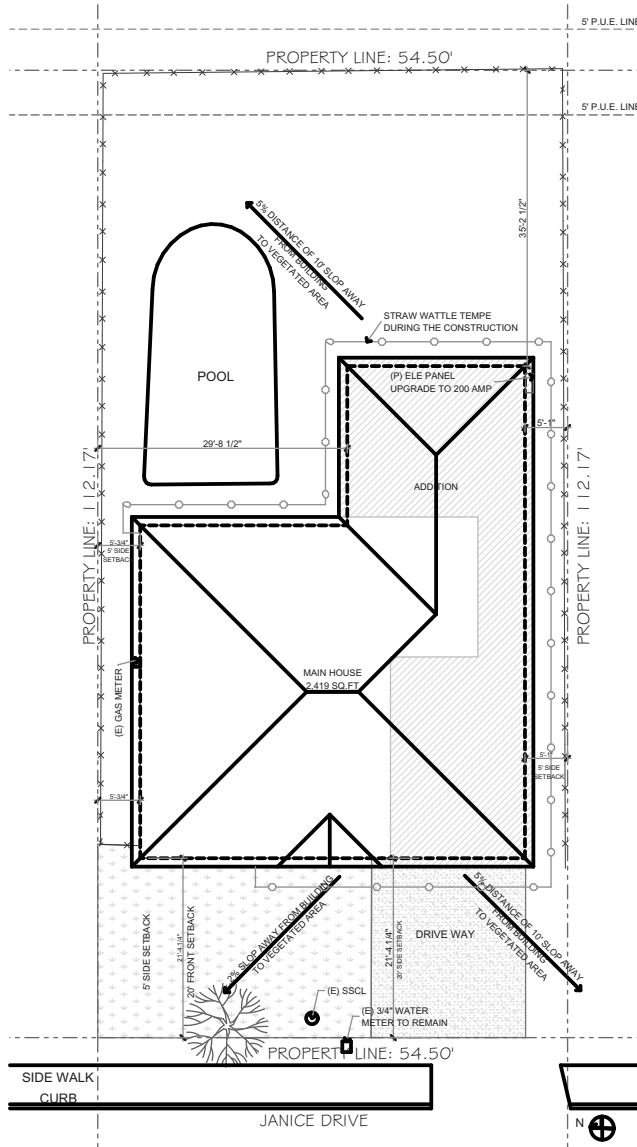 5' P.U.E. LINE
PROPERTY LINE: 54.50'
5' P.U.E. LINE
35'-2 1/2"
5% DISTANCE OF 10' SLOP AWAY
FROM BUILDING
TO VEGETATED AREA
STRAW WATTLE TEMPE
DURING THE CONSTRUCTION
POOL
(P) ELE PANEL
UPGRADE TO 200 AMP
5'-1"
29'-8 1/2"
ADDITION
PROPERTY LINE: 112.17'
PROPERTY LINE: 112.17'
5'-3/4"
5' SIDE
SETBACK
(E) GAS METER
MAIN HOUSE
2,419 SQ.FT
5'-1"
5' SIDE
SETBACK
5'-3/4"
5' SIDE SETBACK
21'-4 1/4"
20' FRONT SETBACK
2% SLOP AWAY FROM BUILDING
TO VEGETATED AREA
21'-4 1/4"
20' SIDE SETBACK
DRIVE WAY
5% DISTANCE OF 10' SLOP AWAY
FROM BUILDING
TO VEGETATED AREA
(E) SSCL
(E) 3/4" WATER
METER TO REMAIN
PROPERTY LINE: 54.50'
SIDE WALK
CURB
JANICE DRIVE
N